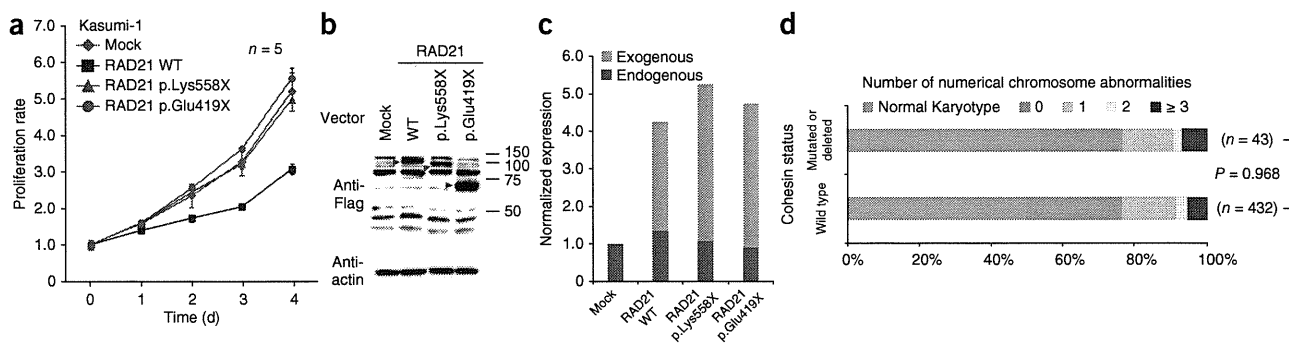 a
7.0
6.0
5.0
4.0
3.0
2.0
1.0
0
Proliferation rate
Kasumi-1
Mock
RAD21 WT
RAD21 p.Lys558X
RAD21 p.Glu419X
n = 5
0 1 2 3 4
Time (d)
b
RAD21
Vector
Mock
WT
p.Lys558X
p.Glu419X
150
100
75
50
Anti-
Flag
Anti-
actin
c
6.0
5.0
4.0
3.0
2.0
1.0
0
Normalized expression
Exogenous
Endogenous
Mock
RAD21
WT
RAD21
p.Lys558X
RAD21
p.Glu419X
d
Number of numerical chromosome abnormalities
Normal Karyotype 0 1 2 ≥ 3
Cohesin status
Mutated or
deleted
Wild type
(n = 43)
P = 0.968
(n = 432)
0% 20% 40% 60% 80% 100%